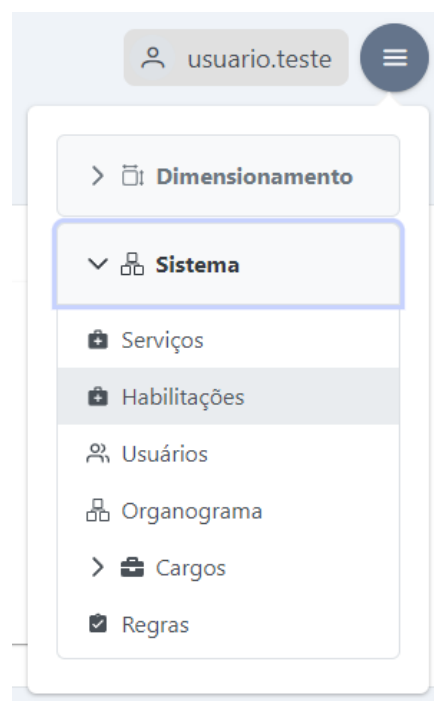 usuario.teste
Dimensionamento
Sistema
Serviços
Habilitações
Usuários
Organograma
Cargos
Regras